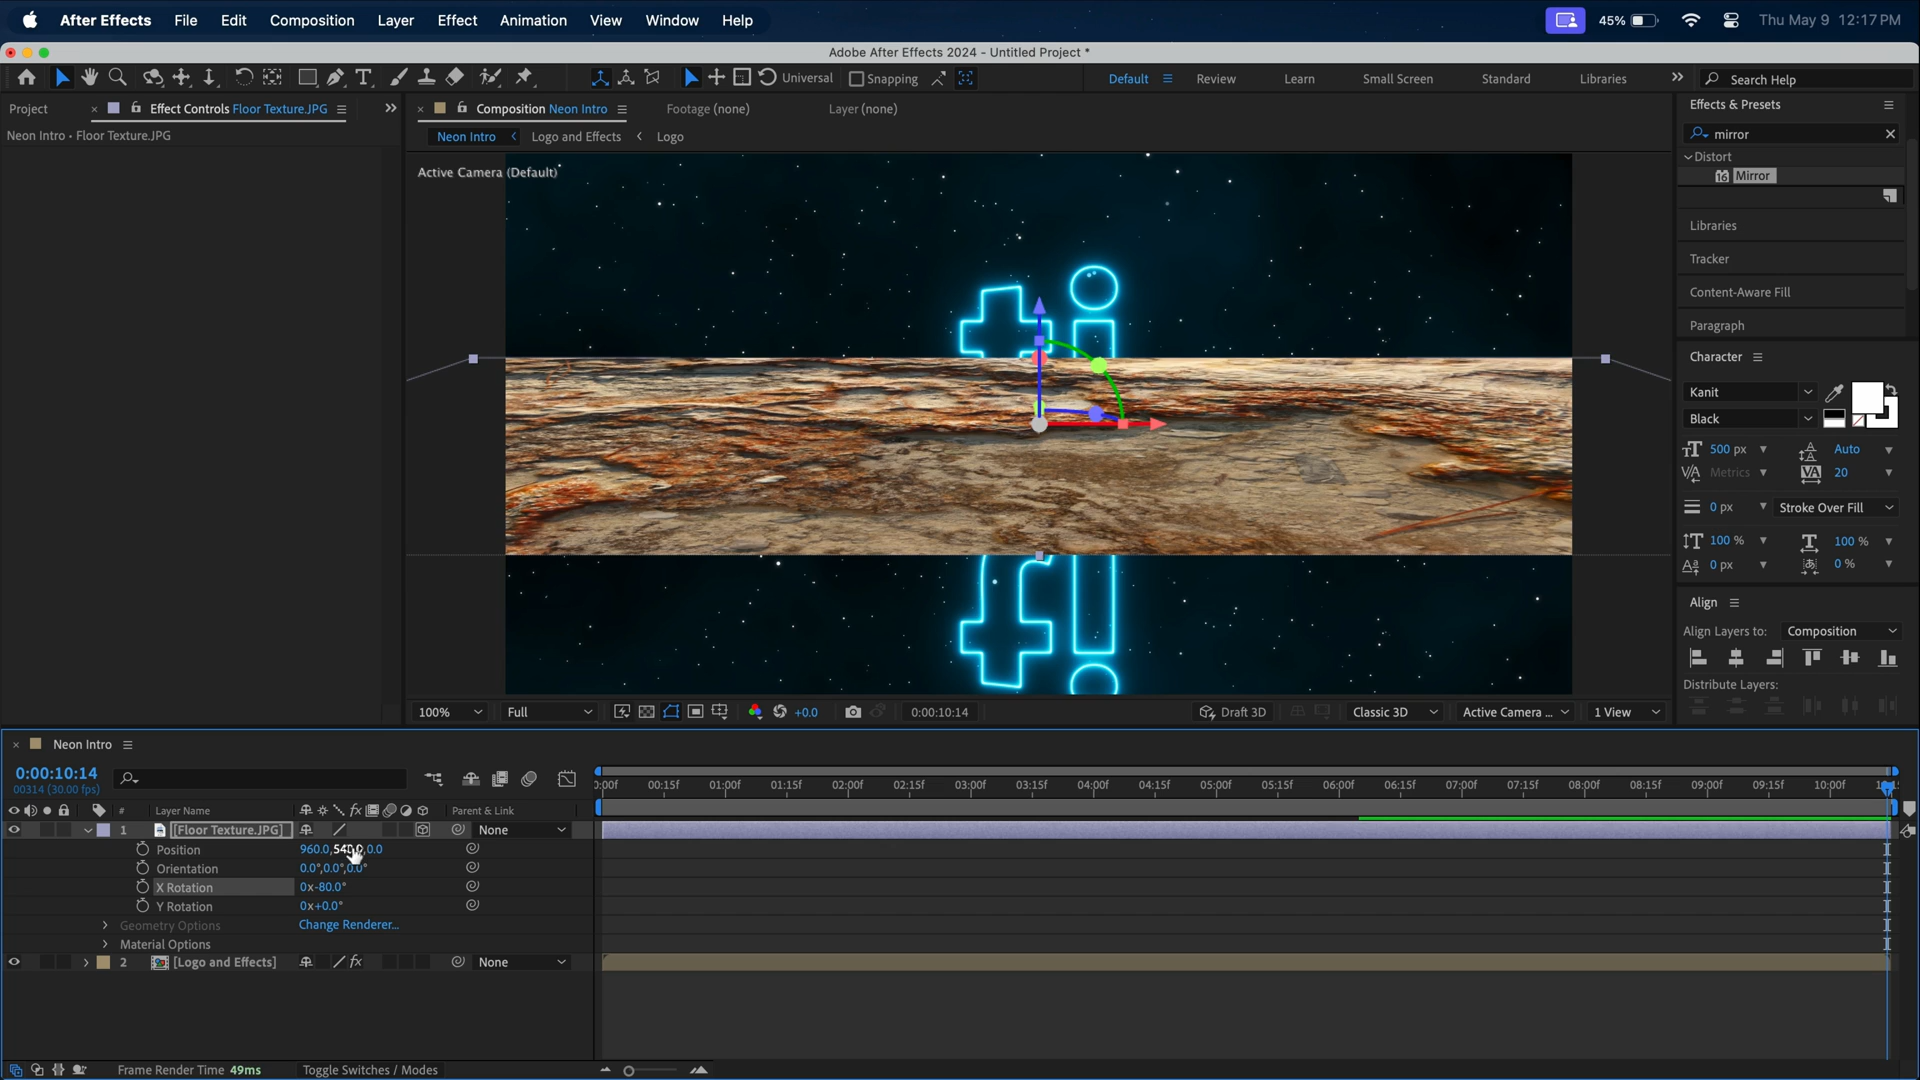 After Effects File Edit Composition Layer Effect Animation View Window Help 45% Thu May 9 12:17 PM
Adobe After Effects 2024 - Untitled Project *
Universal Snapping Default Review Learn Small Screen Standard Libraries Search Help
Project Effect Controls Floor Texture.JPG
Neon Intro • Floor Texture.JPG
Composition Neon Intro Footage (none) Layer (none)
Neon Intro Logo and Effects Logo
Active Camera (Default)
ti
Effects & Presets
mirror
Distort
16 Mirror
Libraries
Tracker
Content-Aware Fill
Paragraph
Character
Kanit
Black
500 px Auto
Metrics 20
0 px Stroke Over Fill
100 % 100 %
0 px 0 %
Align
Align Layers to: Composition
Distribute Layers:
100% Full +0.0 0:00:10:14 Draft 3D Classic 3D Active Camera ... 1 View
Neon Intro
0:00:10:14
00314 (30.00 fps)
:00f 00:15f 01:00f 01:15f 02:00f 02:15f 03:00f 03:15f 04:00f 04:15f 05:00f 05:15f 06:00f 06:15f 07:00f 07:15f 08:00f 08:15f 09:00f 09:15f 10:00f
# Layer Name fx Parent & Link
1 [Floor Texture.JPG] None
Position 960.0,540.0,0.0
Orientation 0.0°,0.0°,0.0°
X Rotation 0x-80.0°
Y Rotation 0x+0.0°
Geometry Options Change Renderer...
Material Options
2 [Logo and Effects] fx None
Frame Render Time 49ms Toggle Switches / Modes